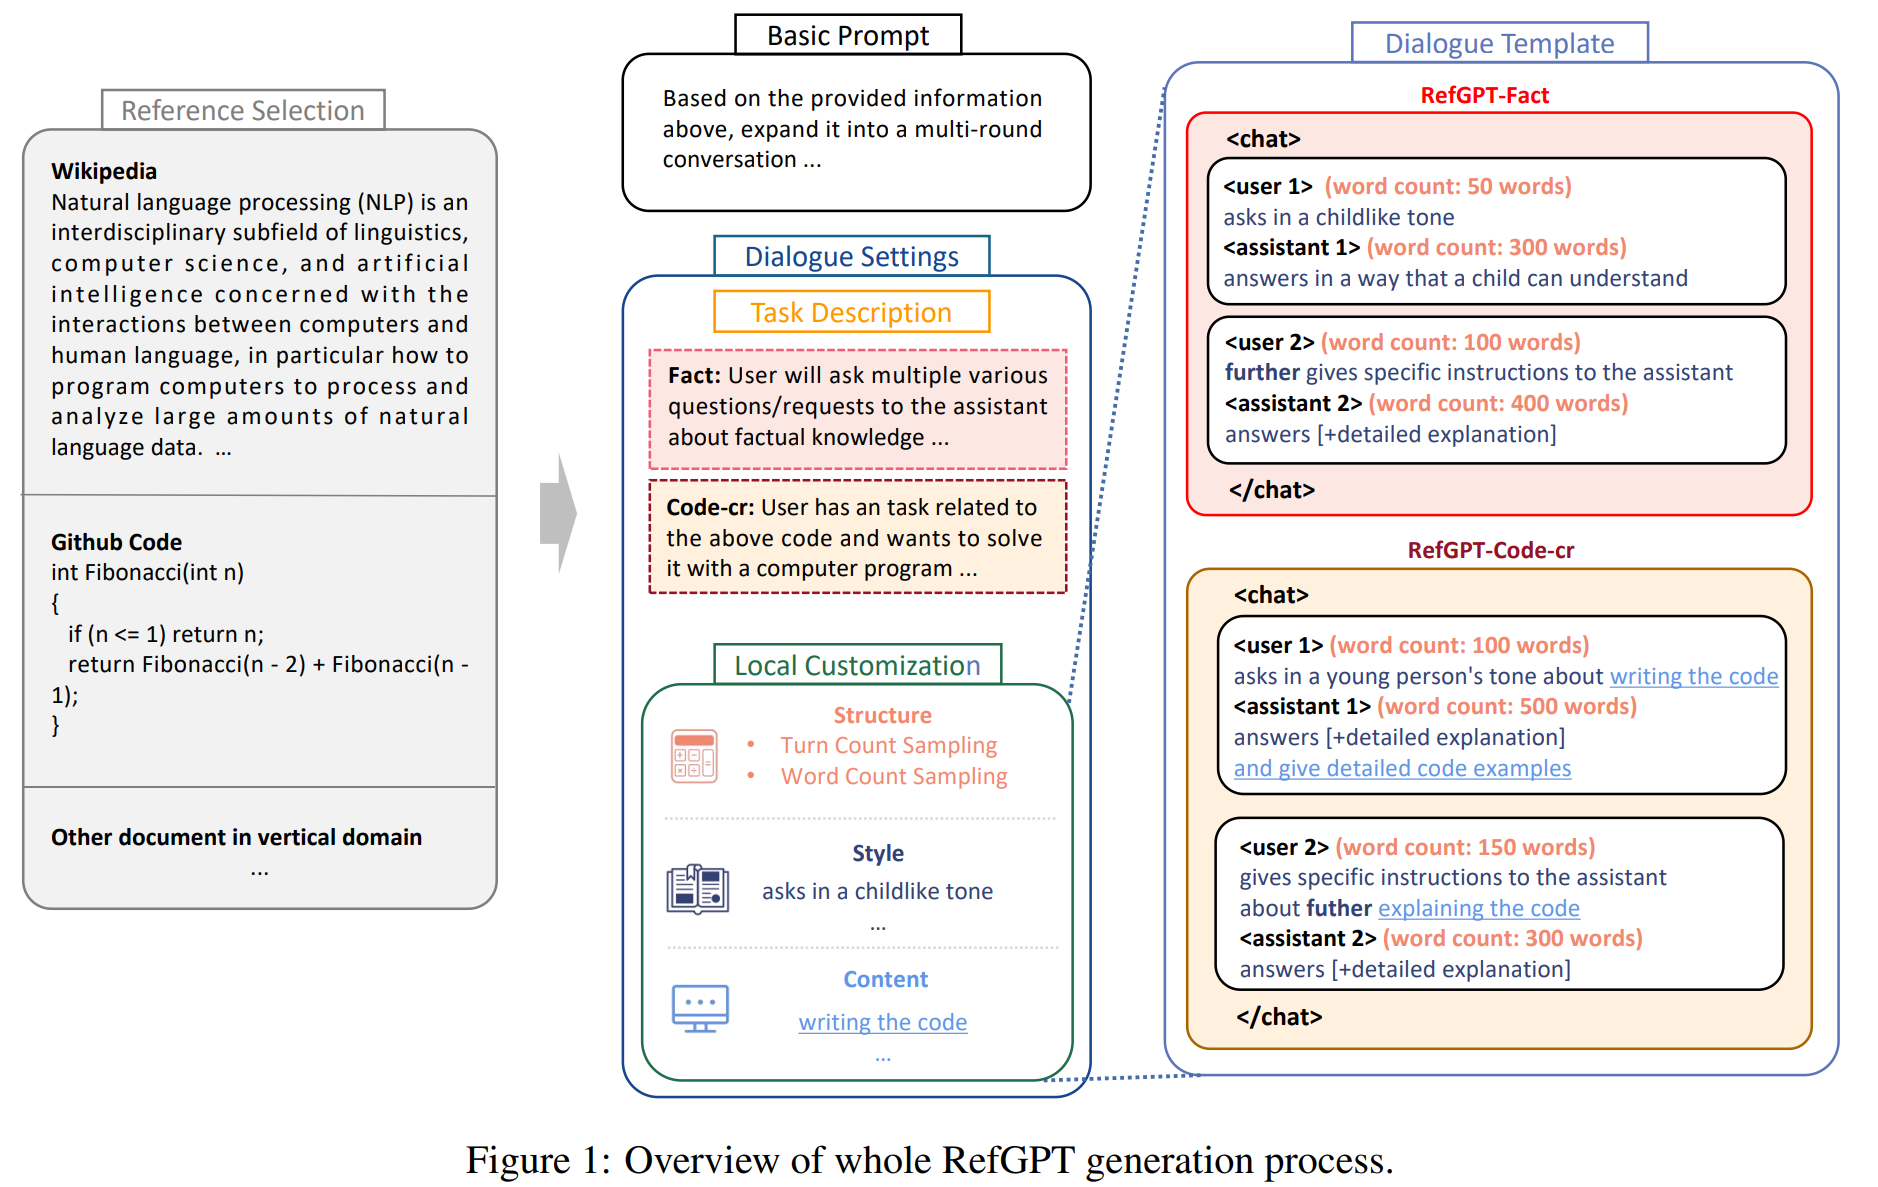 Reference Selection
Wikipedia
Natural language processing (NLP) is an
interdisciplinary subfield of linguistics,
computer science, and artificial
intelligence concerned with the
interactions between computers and
human language, in particular how to
program computers to process and
analyze large amounts of natural
language data. ...
Github Code
int Fibonacci(int n)
{
if (n <= 1) return n;
return Fibonacci(n - 2) + Fibonacci(n -
1);
}
Other document in vertical domain
...
Basic Prompt
Based on the provided information
above, expand it into a multi-round
conversation ...
Dialogue Settings
Task Description
Fact: User will ask multiple various
questions/requests to the assistant
about factual knowledge ...
Code-cr: User has an task related to
the above code and wants to solve
it with a computer program ...
Local Customization
Structure
• Turn Count Sampling
• Word Count Sampling
Style
asks in a childlike tone
...
Content
writing the code
...
Dialogue Template
RefGPT-Fact
<chat>
<user 1> (word count: 50 words)
asks in a childlike tone
<assistant 1> (word count: 300 words)
answers in a way that a child can understand
<user 2> (word count: 100 words)
further gives specific instructions to the assistant
<assistant 2> (word count: 400 words)
answers [+detailed explanation]
</chat>
RefGPT-Code-cr
<chat>
<user 1> (word count: 100 words)
asks in a young person's tone about writing the code
<assistant 1> (word count: 500 words)
answers [+detailed explanation]
and give detailed code examples
<user 2> (word count: 150 words)
gives specific instructions to the assistant
about futher explaining the code
<assistant 2> (word count: 300 words)
answers [+detailed explanation]
</chat>
Figure 1: Overview of whole RefGPT generation process.